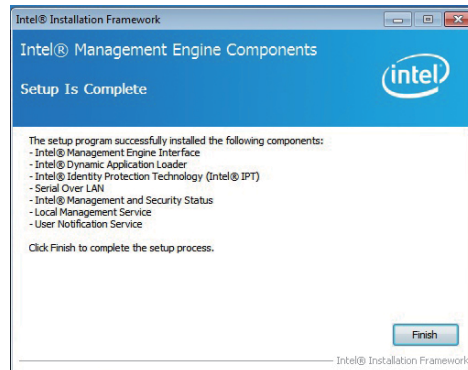 Intel® Installation Framework
Intel® Management Engine Components
Setup Is Complete
intel®
The setup program successfully installed the following components:
- Intel® Management Engine Interface
- Intel® Dynamic Application Loader
- Intel® Identity Protection Technology (Intel® IPT)
- Serial Over LAN
- Intel® Management and Security Status
- Local Management Service
- User Notification Service
Click Finish to complete the setup process.
Finish
Intel® Installation Framework